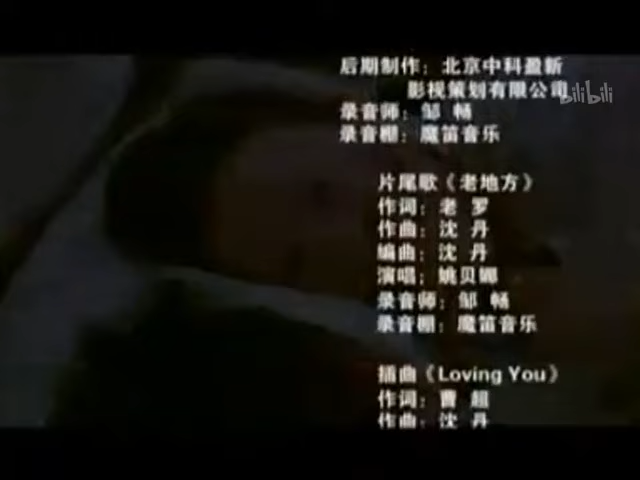 后期制作：北京中科盈新
影视策划有限公司
bilibili
录音师：邹 畅
录音棚：魔笛音乐
片尾歌《老地方》
作词：老 罗
作曲：沈 丹
编曲：沈 丹
演唱：姚贝娜
录音师：邹 畅
录音棚：魔笛音乐
插曲《Loving You》
作词：曹 超
作曲：沈 丹